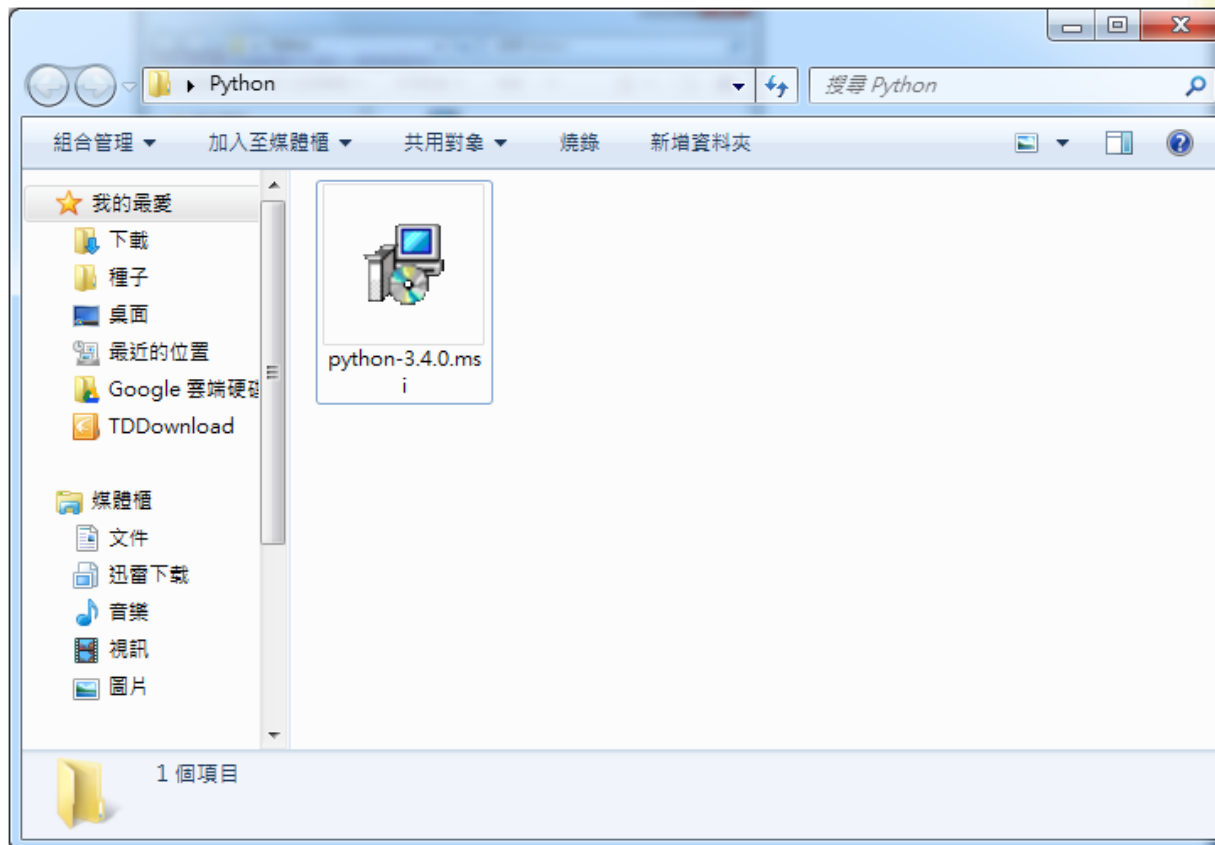 Python
搜尋 Python
組合管理 加入至媒體櫃 共用對象 燒錄 新增資料夾
我的最愛
下載
種子
桌面
最近的位置
Google 雲端硬碟
TDDownload
媒體櫃
文件
迅雷下載
音樂
視訊
圖片
python-3.4.0.ms
i
1 個項目